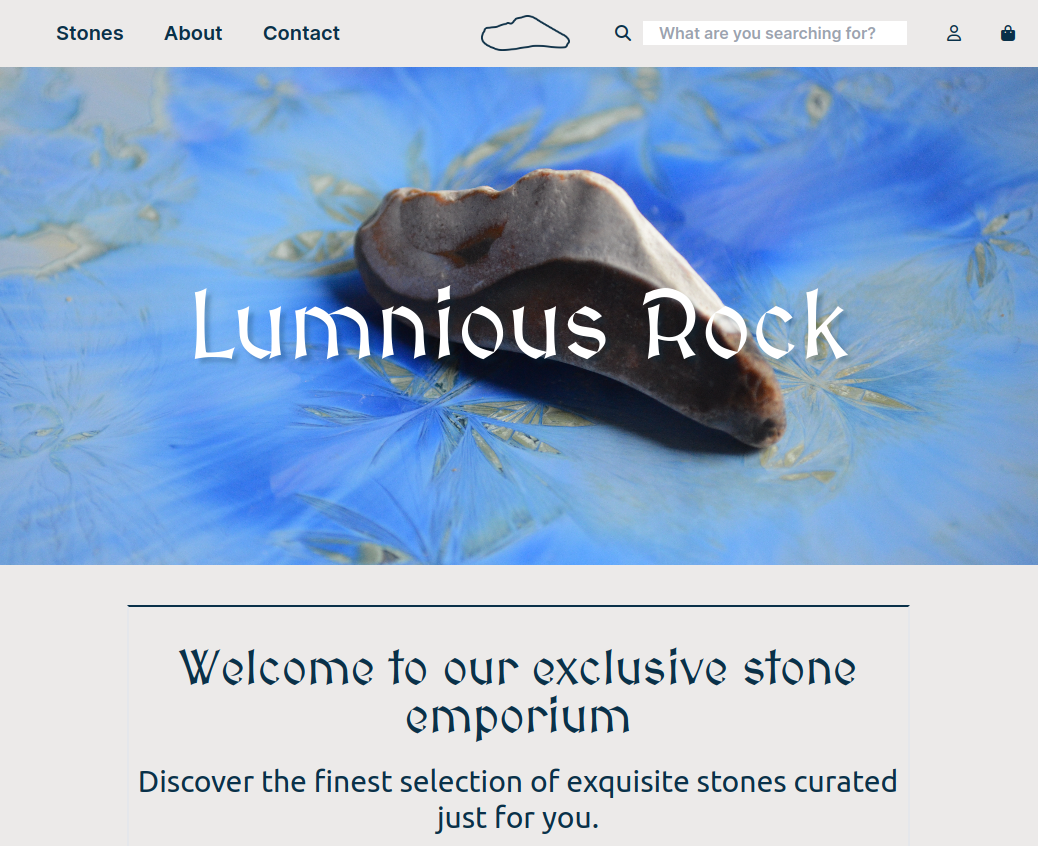 Stones About Contact What are you searching for?
Lumnious Rock
Welcome to our exclusive stone
emporium
Discover the finest selection of exquisite stones curated
just for you.